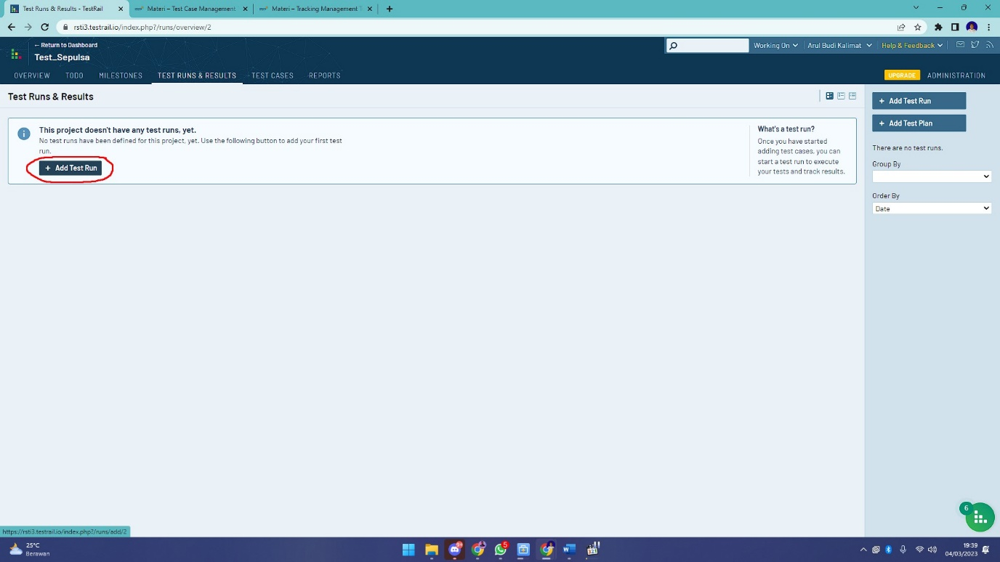 Test Runs & Results - TestRail
Materi – Test Case Management
Materi – Tracking Management T
rsti3.testrail.io/index.php?/runs/overview/2
← Return to Dashboard
Test_Sepulsa
Working On
Arul Budi Kalimat
Help & Feedback
OVERVIEW
TODO
MILESTONES
TEST RUNS & RESULTS
TEST CASES
REPORTS
UPGRADE
ADMINISTRATION
Test Runs & Results
This project doesn't have any test runs, yet.
No test runs have been defined for this project, yet. Use the following button to add your first test
run.
+ Add Test Run
What's a test run?
Once you have started
adding test cases, you can
start a test run to execute
your tests and track results.
+ Add Test Run
+ Add Test Plan
There are no test runs.
Group By
Order By
Date
6
https://rsti3.testrail.io/index.php?/runs/add/2
25°C
Berawan
9+
5
321
19:39
04/03/2023